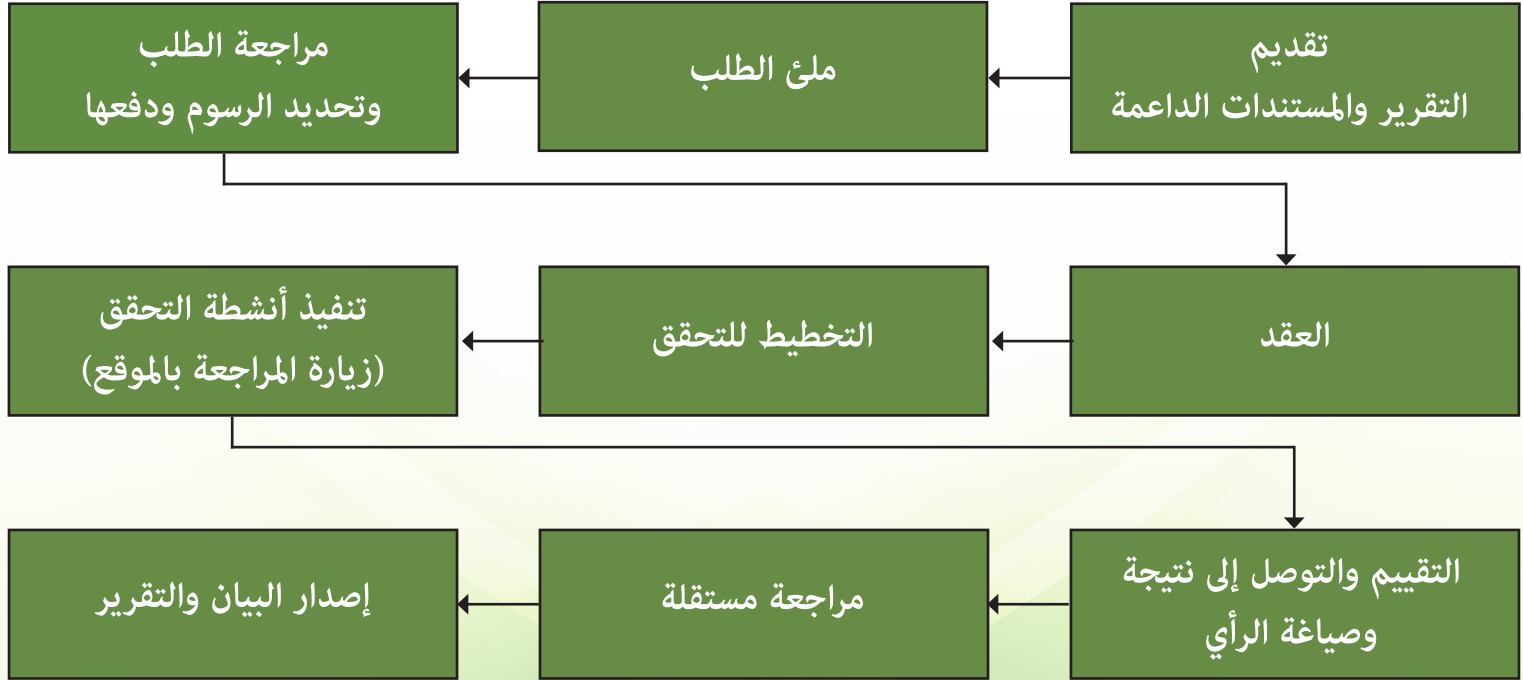 تقديم
التقرير والمستندات الداعمة
ملئ الطلب
مراجعة الطلب
وتحديد الرسوم ودفعها
العقد
التخطيط للتحقق
تنفيذ أنشطة التحقق
(زيارة المراجعة بالموقع)
التقييم والتوصل إلى نتيجة
وصياغة الرأي
مراجعة مستقلة
إصدار البيان والتقرير